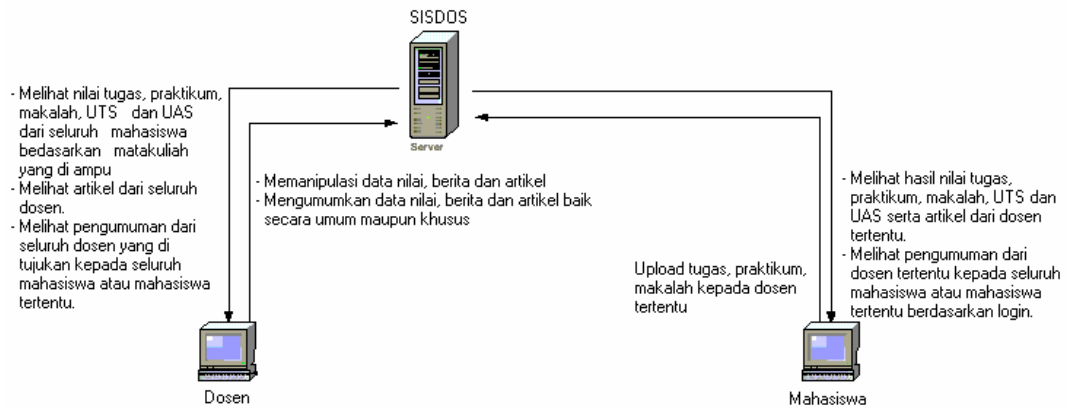 SISDOS
Server
- Melihat nilai tugas, praktikum,
makalah, UTS dan UAS
dari seluruh mahasiswa
bedasarkan matakuliah
yang di ampu
- Melihat artikel dari seluruh
dosen.
- Melihat pengumuman dari
seluruh dosen yang di
tujukan kepada seluruh
mahasiswa atau mahasiswa
tertentu.
- Memanipulasi data nilai, berita dan artikel
- Mengumumkan data nilai, berita dan artikel baik
secara umum maupun khusus
Upload tugas, praktikum,
makalah kepada dosen
tertentu
- Melihat hasil nilai tugas,
praktikum, makalah, UTS dan
UAS serta artikel dari dosen
tertentu.
- Melihat pengumuman dari
dosen tertentu kepada seluruh
mahasiswa atau mahasiswa
tertentu berdasarkan login.
Dosen
Mahasiswa